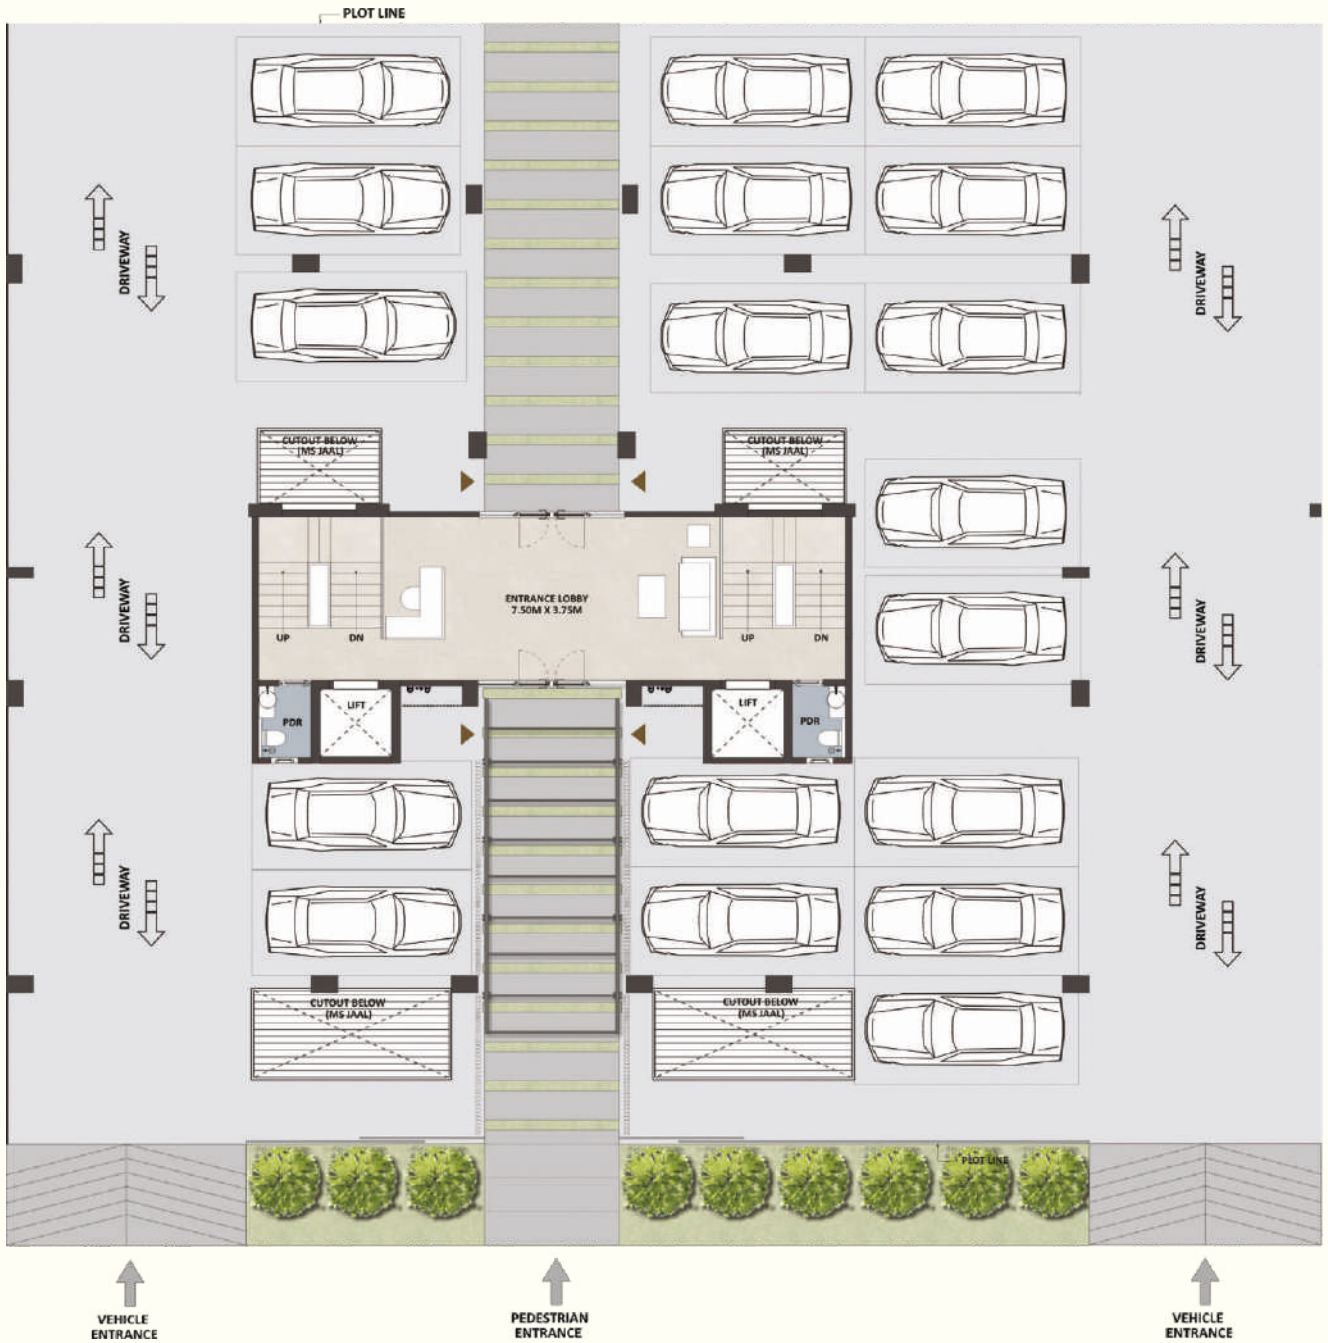 PLOT LINE
DRIVEWAY
DRIVEWAY
CUTOUT BELOW
(MS JAAL)
CUTOUT BELOW
(MS JAAL)
DRIVEWAY
DRIVEWAY
ENTRANCE LOBBY
7.50M X 3.75M
UP
DN
UP
DN
PDR
LIFT
LIFT
PDR
DRIVEWAY
DRIVEWAY
CUTOUT BELOW
(MS JAAL)
CUTOUT BELOW
(MS JAAL)
PLOT LINE
VEHICLE
ENTRANCE
PEDESTRIAN
ENTRANCE
VEHICLE
ENTRANCE